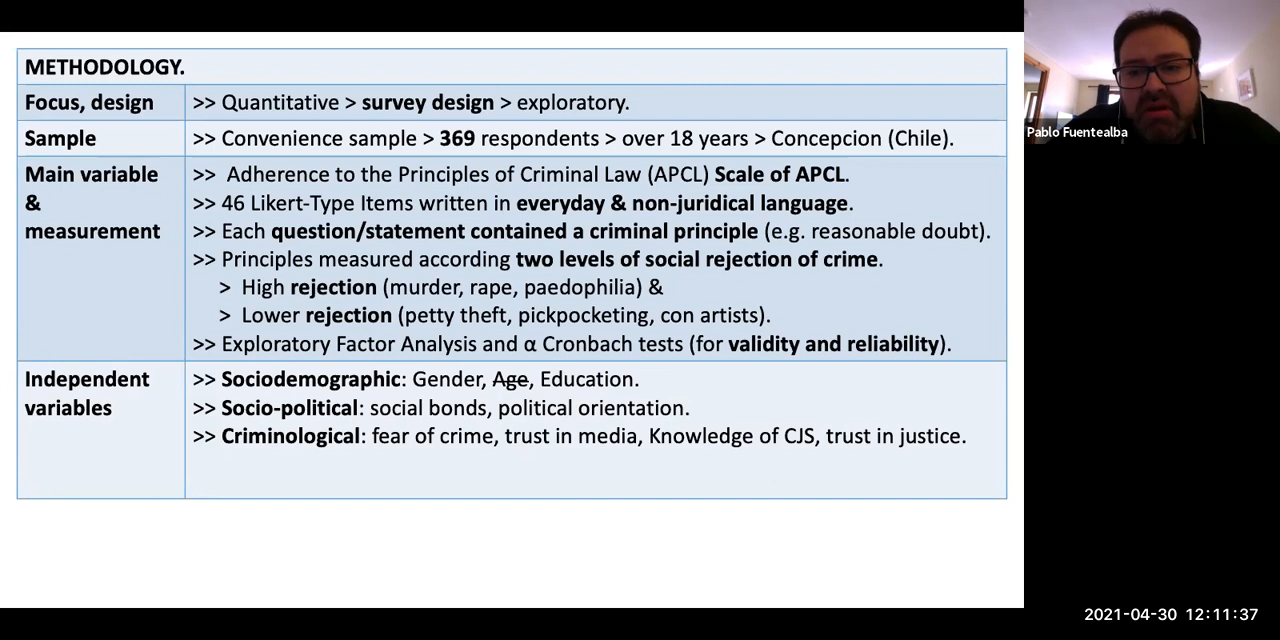 METHODOLOGY.
Focus, design
>> Quantitative > survey design > exploratory.
Sample
>> Convenience sample > 369 respondents > over 18 years > Concepcion (Chile).
Main variable
&
measurement
>> Adherence to the Principles of Criminal Law (APCL) Scale of APCL.
>> 46 Likert-Type Items written in everyday & non-juridical language.
>> Each question/statement contained a criminal principle (e.g. reasonable doubt).
>> Principles measured according two levels of social rejection of crime.
> High rejection (murder, rape, paedophilia) &
> Lower rejection (petty theft, pickpocketing, con artists).
>> Exploratory Factor Analysis and α Cronbach tests (for validity and reliability).
Independent
variables
>> Sociodemographic: Gender, Age, Education.
>> Socio-political: social bonds, political orientation.
>> Criminological: fear of crime, trust in media, Knowledge of CJS, trust in justice.
Pablo Fuentealba
2021-04-30 12:11:37